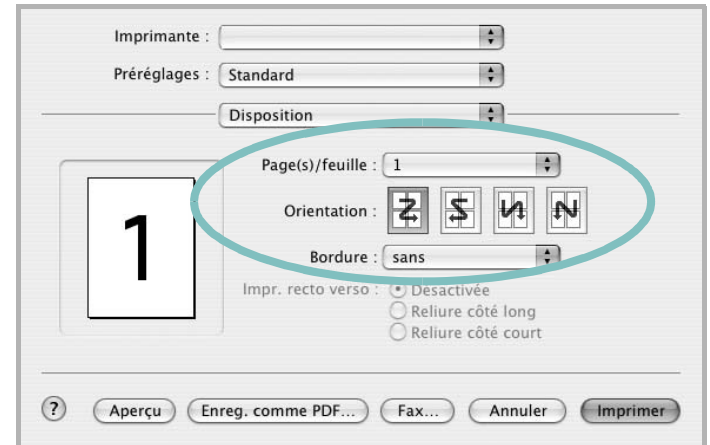 Imprimante :
Préréglages : Standard
Disposition
Page(s)/feuille : 1
Orientation :
1
Bordure : sans
Impr. recto verso : Désactivée
Reliure côté long
Reliure côté court
? Aperçu Enreg. comme PDF... Fax... Annuler Imprimer